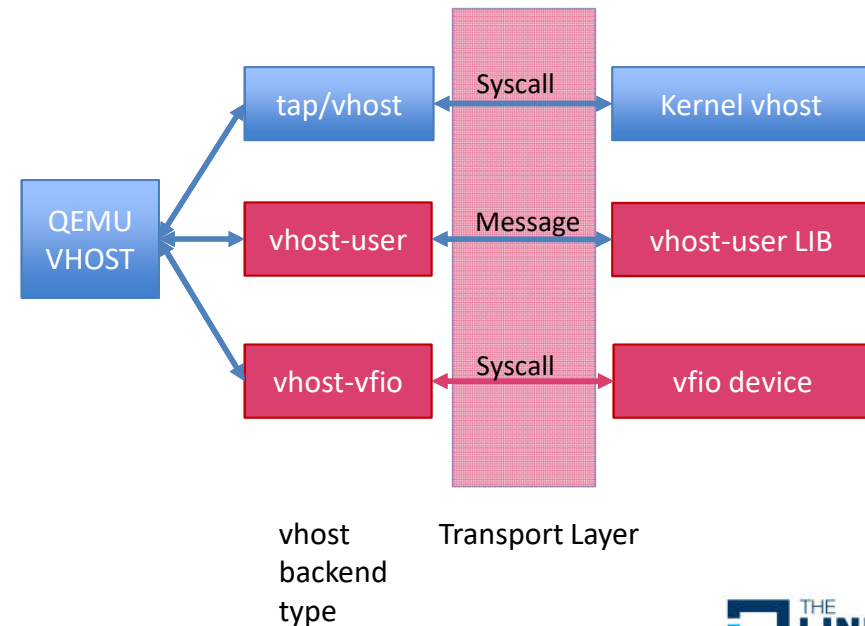 tap/vhost
Syscall
Kernel vhost
QEMU
VHOST
vhost-user
Message
vhost-user LIB
vhost-vfio
Syscall
vfio device
vhost
backend
type
Transport Layer
THE